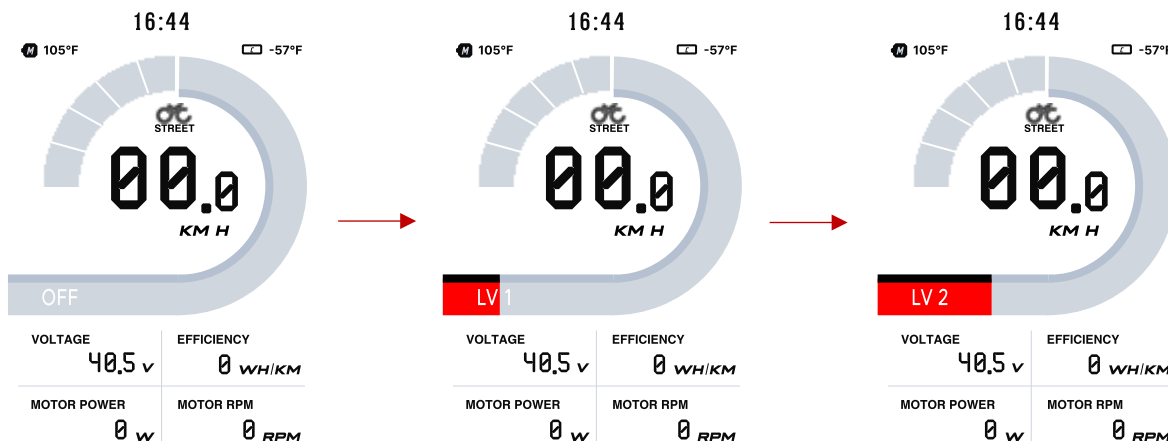 16:44
M 105°F
C -57°F
STREET
00.0
KM H
OFF
VOLTAGE
40.5 V
EFFICIENCY
0 WH/KM
MOTOR POWER
0 W
MOTOR RPM
0 RPM
16:44
M 105°F
C -57°F
STREET
00.0
KM H
LV 1
VOLTAGE
40.5 V
EFFICIENCY
0 WH/KM
MOTOR POWER
0 W
MOTOR RPM
0 RPM
16:44
M 105°F
C -57°F
STREET
00.0
KM H
LV 2
VOLTAGE
40.5 V
EFFICIENCY
0 WH/KM
MOTOR POWER
0 W
MOTOR RPM
0 RPM